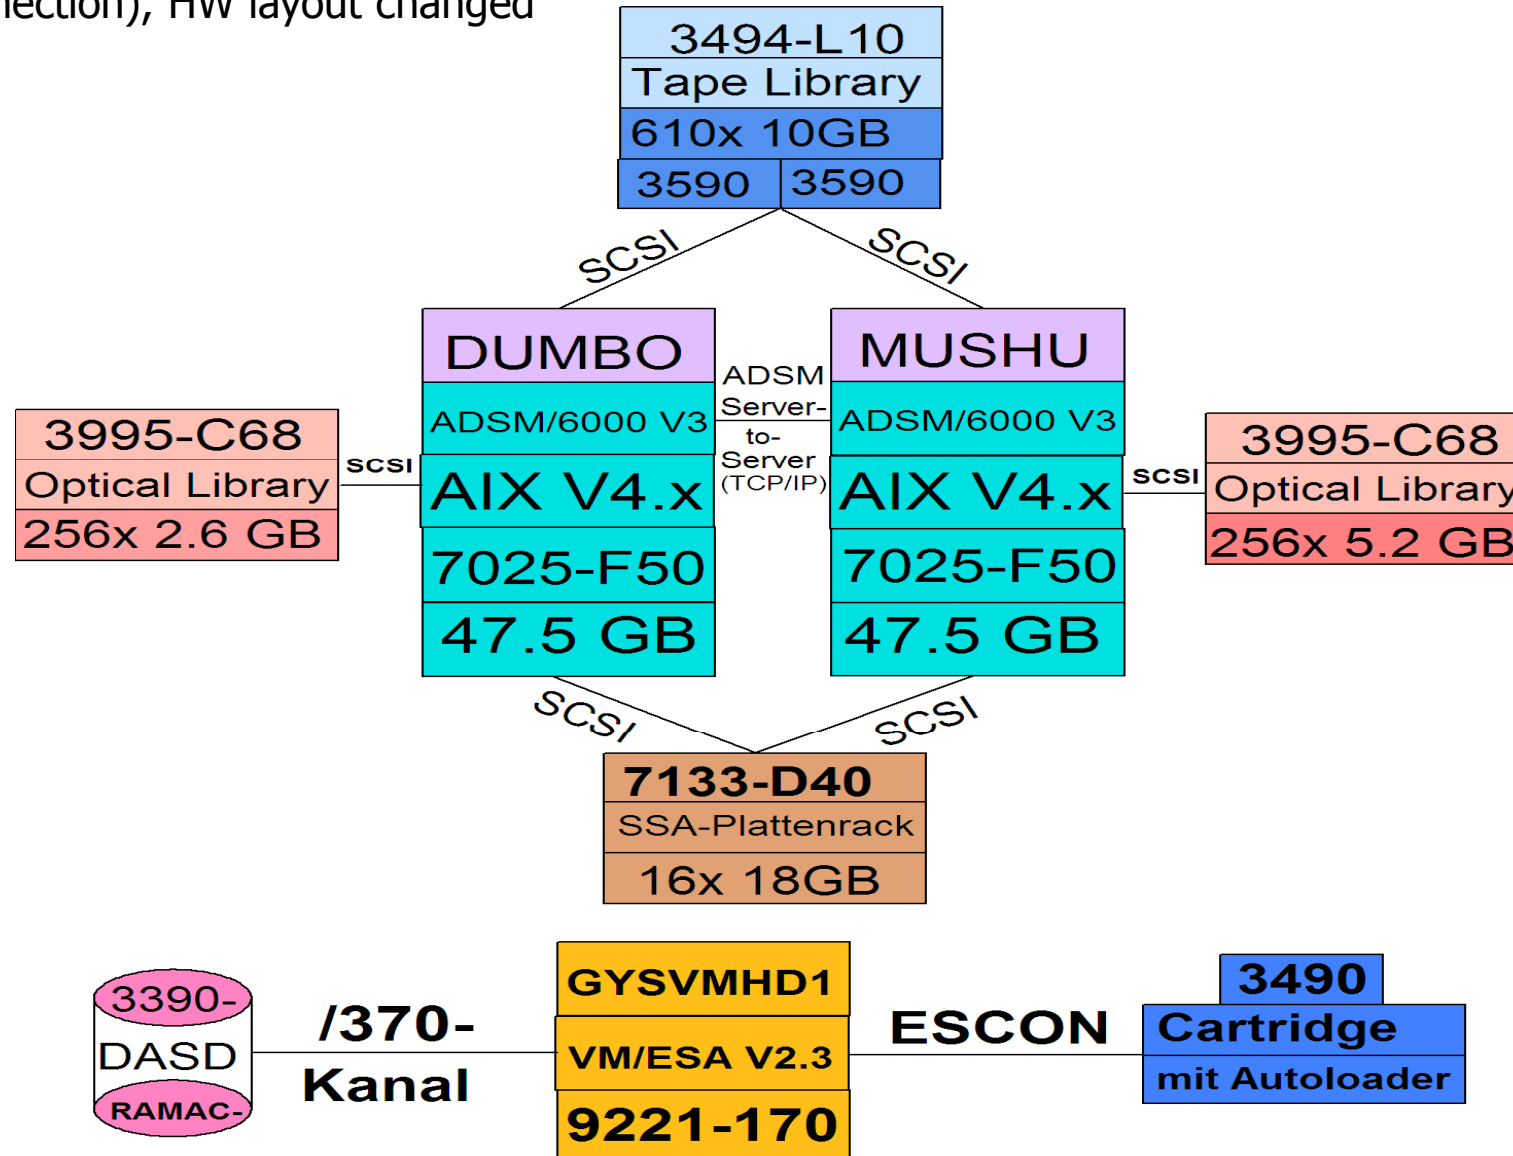 nection), HW layout changed
3494-L10
Tape Library
610x 10GB
3590 3590
SCSI SCSI
DUMBO
ADSM/6000 V3
AIX V4.x
7025-F50
47.5 GB
ADSM
Server-
to-
Server
(TCP/IP)
MUSHU
ADSM/6000 V3
AIX V4.x
7025-F50
47.5 GB
3995-C68
Optical Library
256x 2.6 GB
SCSI
SCSI
3995-C68
Optical Library
256x 5.2 GB
SCSI SCSI
7133-D40
SSA-Plattenrack
16x 18GB
3390-
DASD
RAMAC-
/370-
Kanal
GYSVMHD1
VM/ESA V2.3
9221-170
ESCON
3490
Cartridge
mit Autoloader